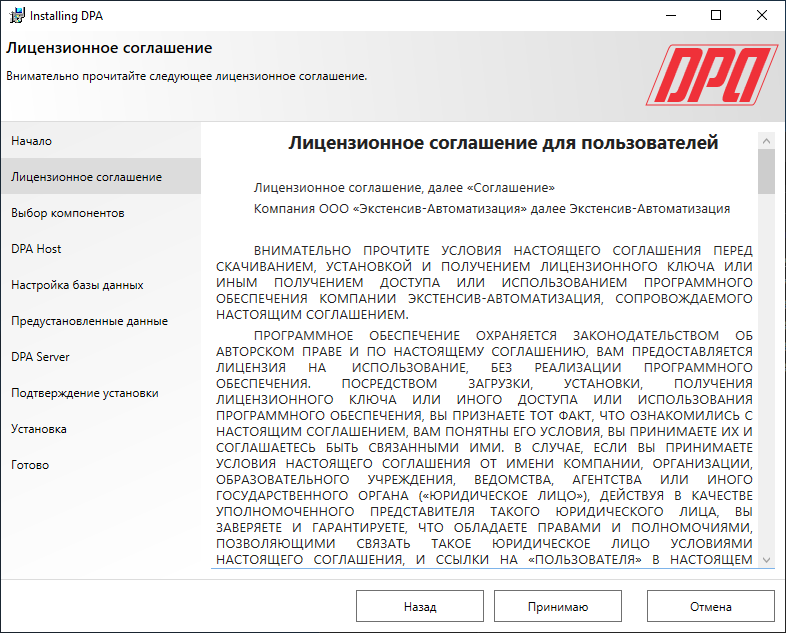 Installing DPA
Лицензионное соглашение
Внимательно прочитайте следующее лицензионное соглашение.
DPA
Начало
Лицензионное соглашение
Выбор компонентов
DPA Host
Настройка базы данных
Предустановленные данные
DPA Server
Подтверждение установки
Установка
Готово
Лицензионное соглашение для пользователей
Лицензионное соглашение, далее «Соглашение»
Компания ООО «Экстенсив-Автоматизация» далее Экстенсив-Автоматизация
ВНИМАТЕЛЬНО ПРОЧТИТЕ УСЛОВИЯ НАСТОЯЩЕГО СОГЛАШЕНИЯ ПЕРЕД
СКАЧИВАНИЕМ, УСТАНОВКОЙ И ПОЛУЧЕНИЕМ ЛИЦЕНЗИОННОГО КЛЮЧА ИЛИ
ИНЫМ ПОЛУЧЕНИЕМ ДОСТУПА ИЛИ ИСПОЛЬЗОВАНИЕМ ПРОГРАММНОГО
ОБЕСПЕЧЕНИЯ КОМПАНИИ ЭКСТЕНСИВ-АВТОМАТИЗАЦИЯ, СОПРОВОЖДАЕМОГО
НАСТОЯЩИМ СОГЛАШЕНИЕМ.
ПРОГРАММНОЕ ОБЕСПЕЧЕНИЕ ОХРАНЯЕТСЯ ЗАКОНОДАТЕЛЬСТВОМ ОБ
АВТОРСКОМ ПРАВЕ И ПО НАСТОЯЩЕМУ СОГЛАШЕНИЮ, ВАМ ПРЕДОСТАВЛЯЕТСЯ
ЛИЦЕНЗИЯ НА ИСПОЛЬЗОВАНИЕ, БЕЗ РЕАЛИЗАЦИИ ПРОГРАММНОГО
ОБЕСПЕЧЕНИЯ. ПОСРЕДСТВОМ ЗАГРУЗКИ, УСТАНОВКИ, ПОЛУЧЕНИЯ
ЛИЦЕНЗИОННОГО КЛЮЧА ИЛИ ИНОГО ДОСТУПА ИЛИ ИСПОЛЬЗОВАНИЯ
ПРОГРАММНОГО ОБЕСПЕЧЕНИЯ, ВЫ ПРИЗНАЕТЕ ТОТ ФАКТ, ЧТО ОЗНАКОМИЛИСЬ С
НАСТОЯЩИМ СОГЛАШЕНИЕМ, ВАМ ПОНЯТНЫ ЕГО УСЛОВИЯ, ВЫ ПРИНИМАЕТЕ ИХ И
СОГЛАШАЕТЕСЬ БЫТЬ СВЯЗАННЫМИ ИМИ. В СЛУЧАЕ, ЕСЛИ ВЫ ПРИНИМАЕТЕ
УСЛОВИЯ НАСТОЯЩЕГО СОГЛАШЕНИЯ ОТ ИМЕНИ КОМПАНИИ, ОРГАНИЗАЦИИ,
ОБРАЗОВАТЕЛЬНОГО УЧРЕЖДЕНИЯ, ВЕДОМСТВА, АГЕНТСТВА ИЛИ ИНОГО
ГОСУДАРСТВЕННОГО ОРГАНА («ЮРИДИЧЕСКОЕ ЛИЦО»), ДЕЙСТВУЯ В КАЧЕСТВЕ
УПОЛНОМОЧЕННОГО ПРЕДСТАВИТЕЛЯ ТАКОГО ЮРИДИЧЕСКОГО ЛИЦА, ВЫ
ЗАВЕРЯЕТЕ И ГАРАНТИРУЕТЕ, ЧТО ОБЛАДАЕТЕ ПРАВАМИ И ПОЛНОМОЧИЯМИ,
ПОЗВОЛЯЮЩИМИ СВЯЗАТЬ ТАКОЕ ЮРИДИЧЕСКОЕ ЛИЦО УСЛОВИЯМИ
НАСТОЯЩЕГО СОГЛАШЕНИЯ, И ССЫЛКИ НА «ПОЛЬЗОВАТЕЛЯ» В НАСТОЯЩЕМ
Назад
Принимаю
Отмена